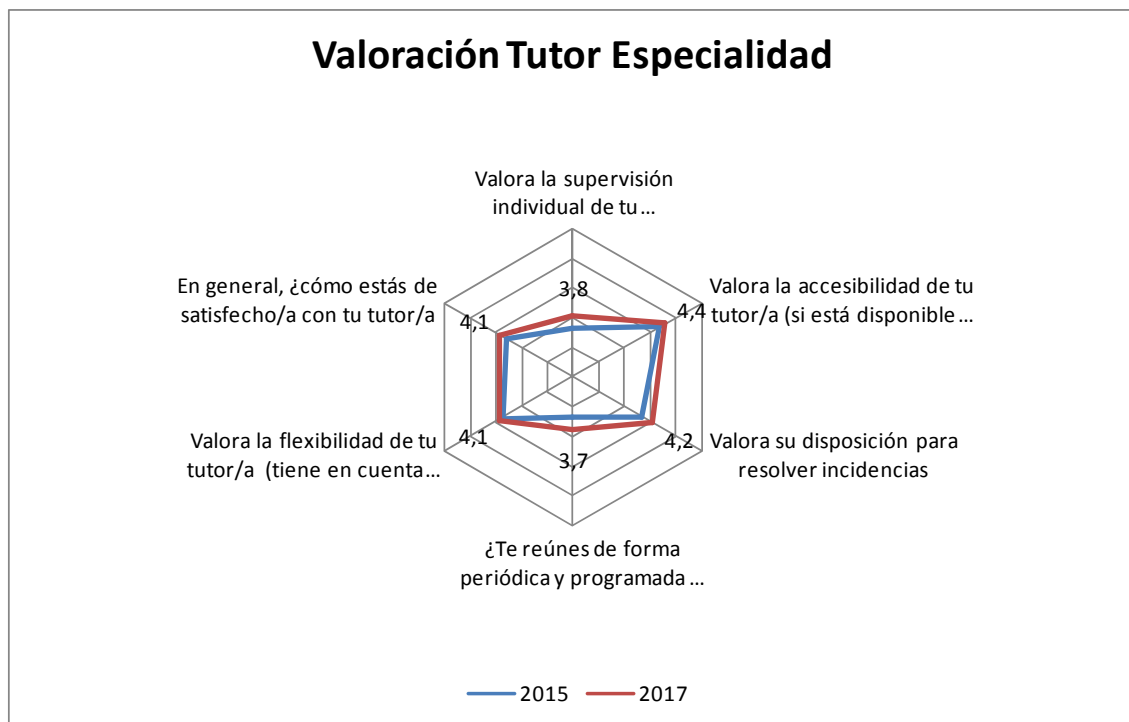 Valoración Tutor Especialidad
Valora la supervisión
individual de tu ...
3,8
Valora la accesibilidad de tu
tutor/a (si está disponible ...
4,4
Valora su disposición para
resolver incidencias
4,2
¿Te reúnes de forma
periódica y programada ...
3,7
Valora la flexibilidad de tu
tutor/a (tiene en cuenta...
4,1
En general, ¿cómo estás de
satisfecho/a con tu tutor/a
4,1
2015
2017